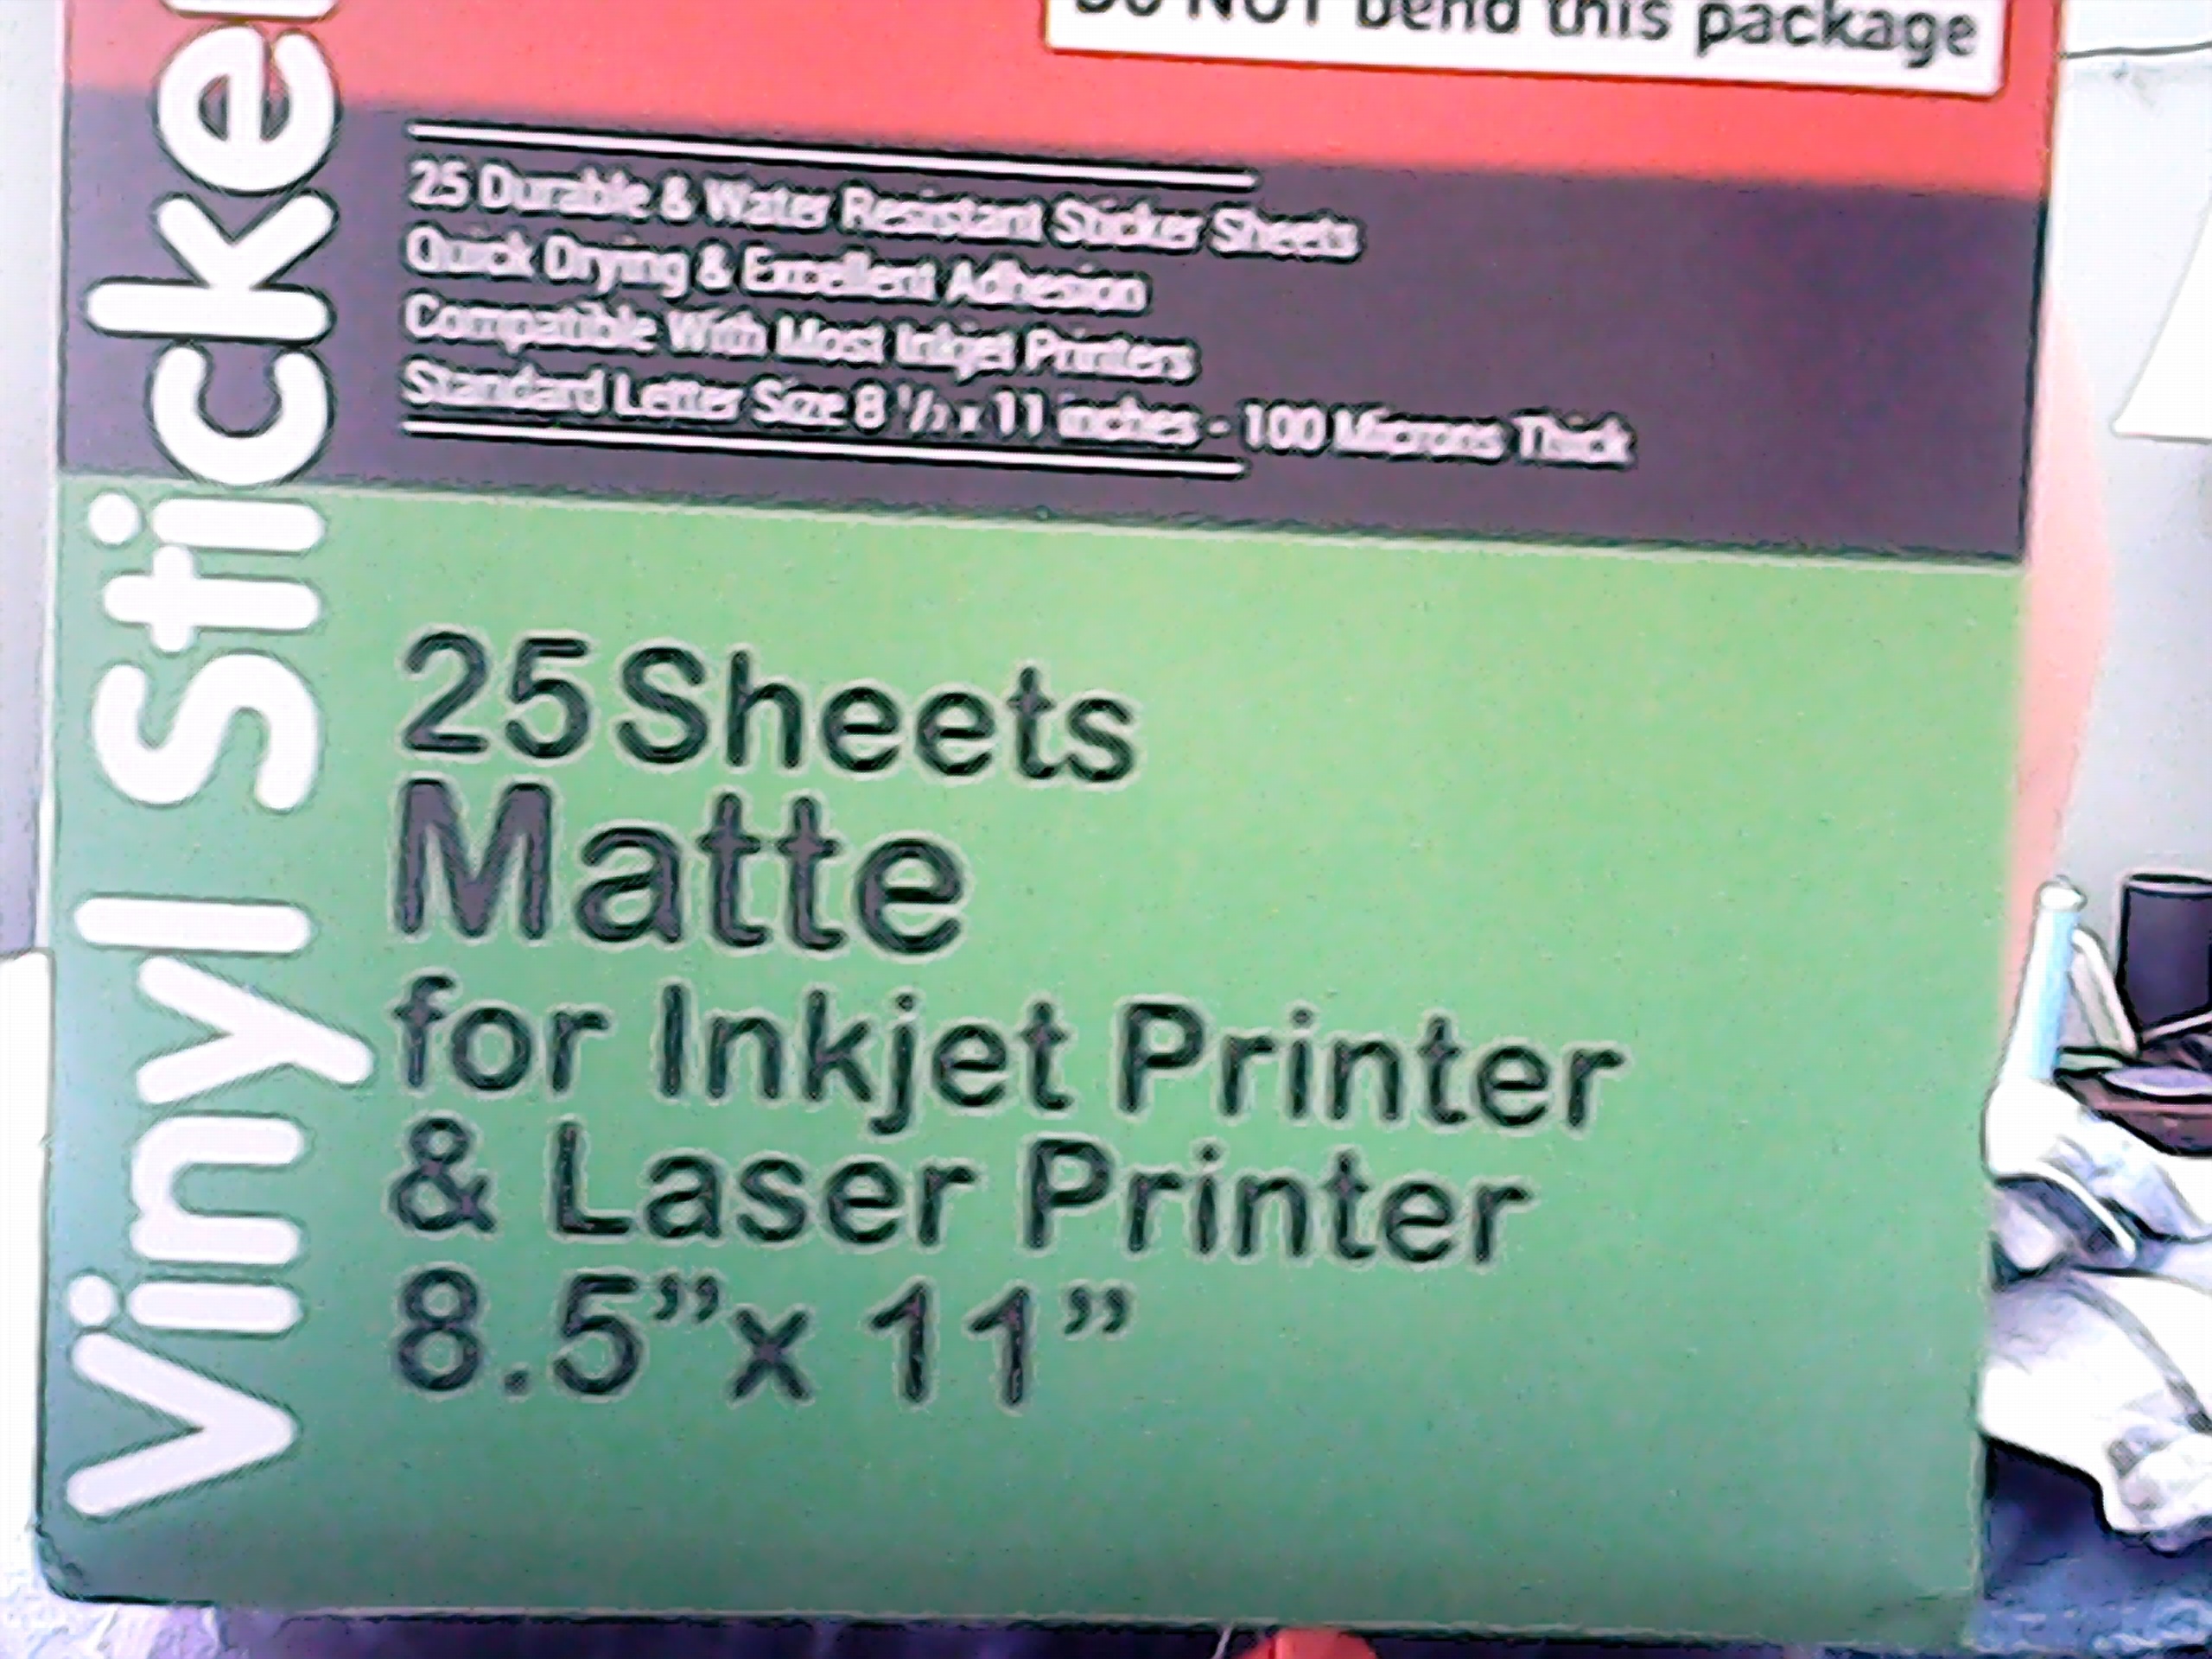 Do NOT bend this package
Vinyl Sticke
25 Durable & Water Resistant Sticker Sheets
Quick Drying & Excellent Adhesion
Compatible With Most Inkjet Printers
Standard Letter Size 8 1/2 x 11 inches - 100 Microns Thick
25 Sheets
Matte
for Inkjet Printer
& Laser Printer
8.5”x 11”